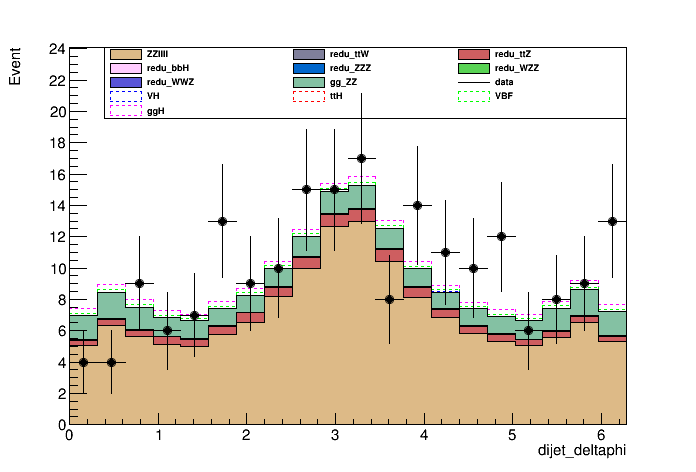 Event
24
22
20
18
16
14
12
10
8
6
4
2
0
ZZllll redu_ttW redu_ttZ
redu_bbH redu_ZZZ redu_WZZ
redu_WWZ gg_ZZ data
VH ttH VBF
ggH
0 1 2 3 4 5 6
dijet_deltaphi